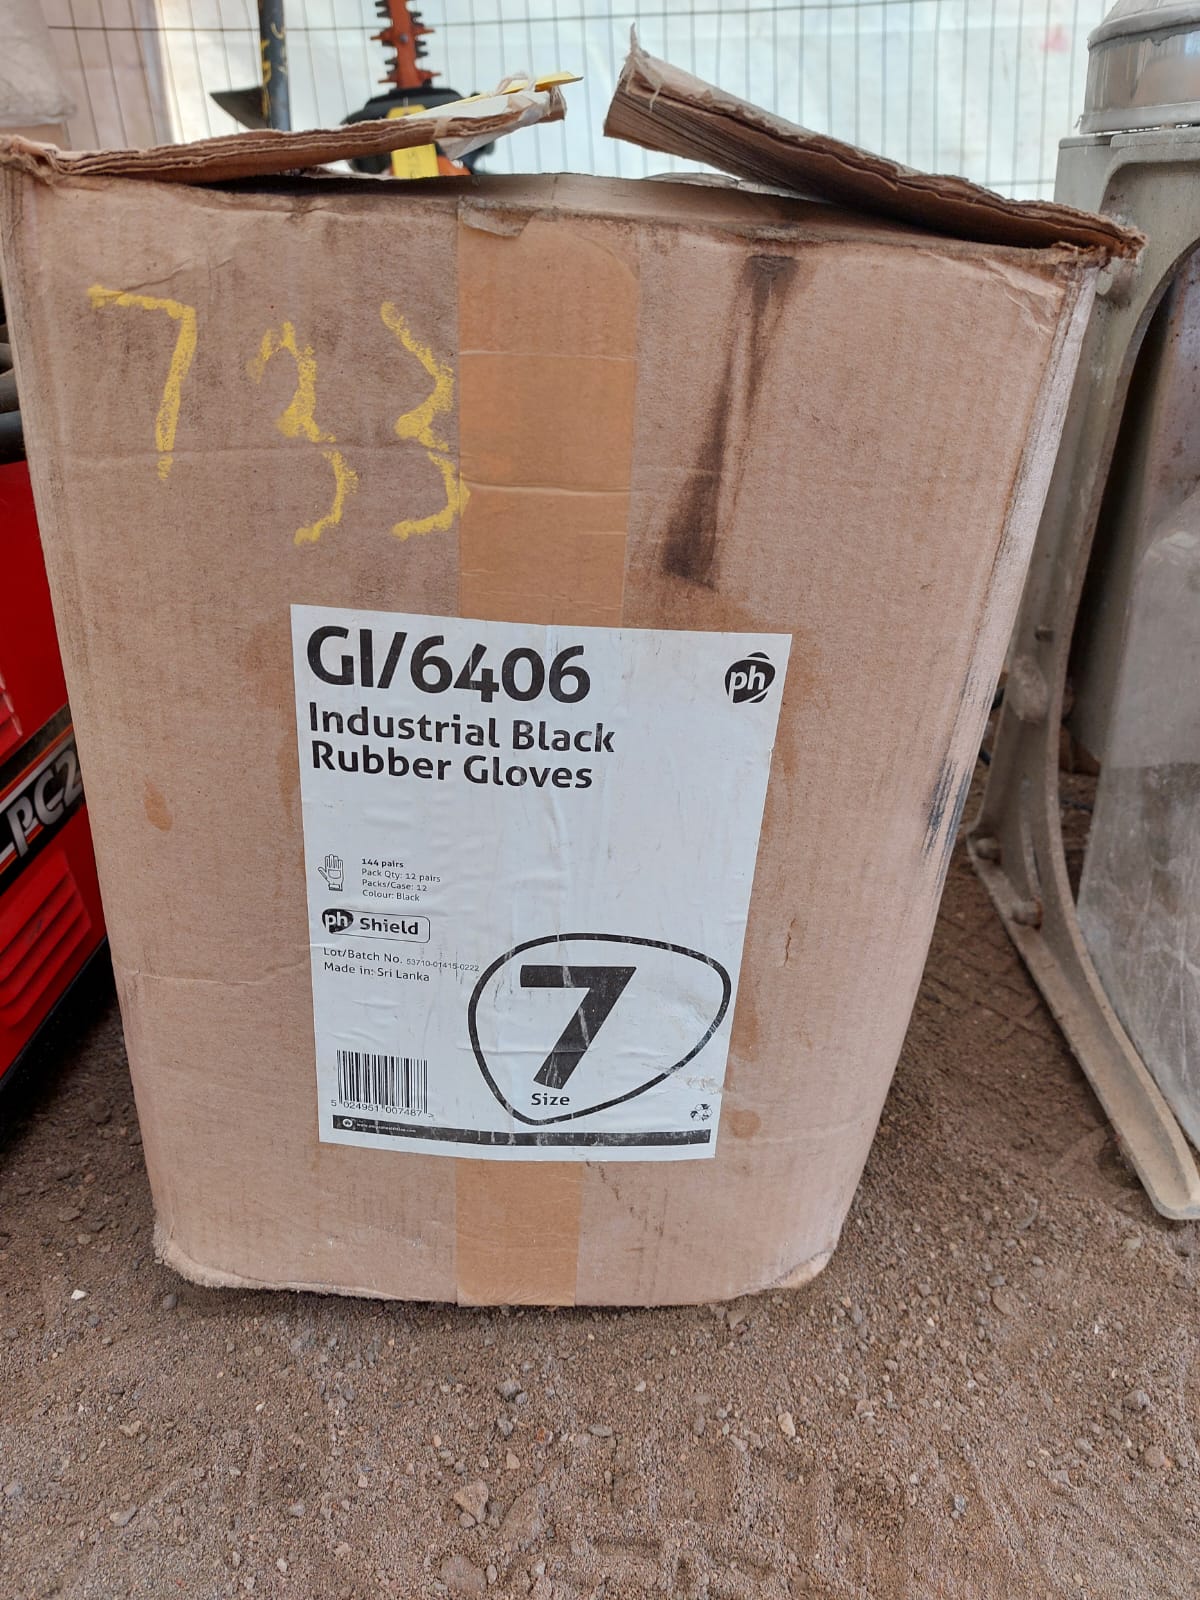 733
GI/6406
ph
Industrial Black
Rubber Gloves
144 pairs
Pack Qty: 12 pairs
Packs/Case: 12
Colour: Black
ph Shield
Lot/Batch No. 53710-01415-0222
Made in: Sri Lanka
7
Size
5 024951 007487 >
PC2